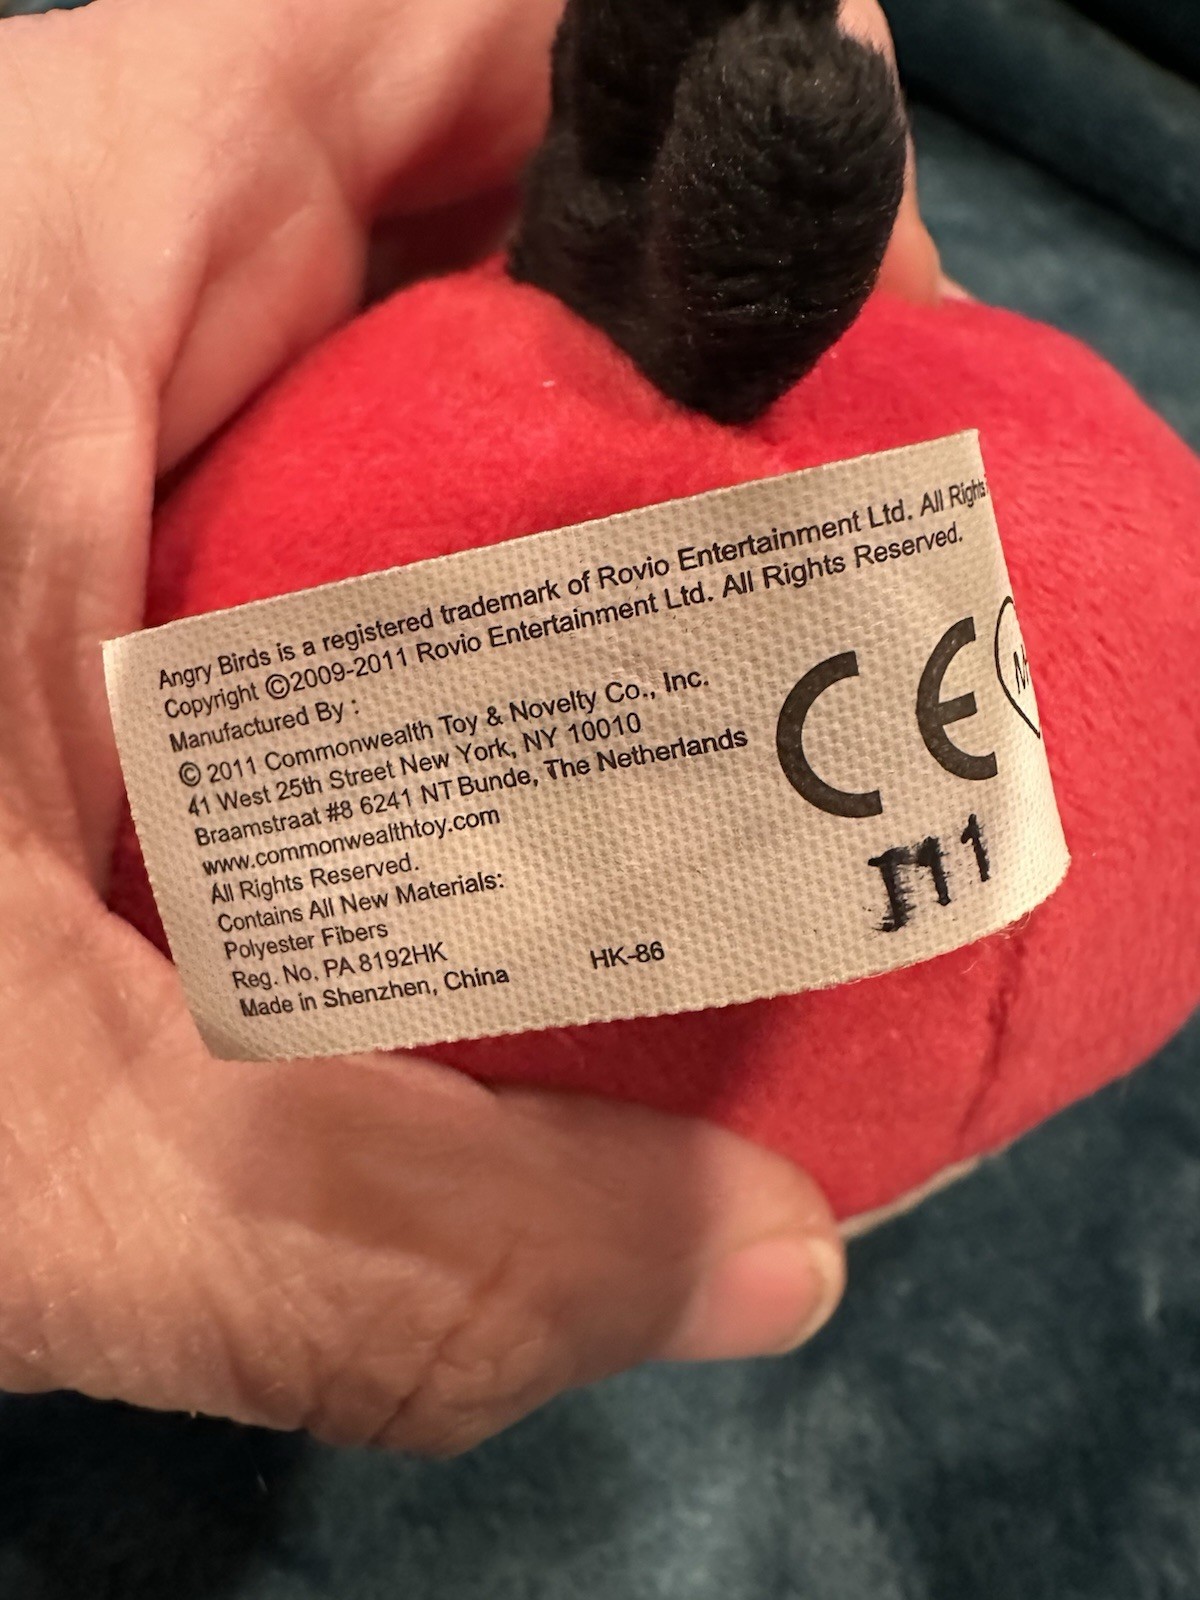 Angry Birds is a registered trademark of Rovio Entertainment Ltd. All Rights
Copyright ©2009-2011 Rovio Entertainment Ltd. All Rights Reserved.
Manufactured By :
© 2011 Commonwealth Toy & Novelty Co., Inc.
41 West 25th Street New York, NY 10010
Braamstraat #8 6241 NT Bunde, The Netherlands
www.commonwealthtoy.com
All Rights Reserved.
Contains All New Materials:
Polyester Fibers
Reg. No. PA 8192HK
Made in Shenzhen, China
HK-86
CE
J11